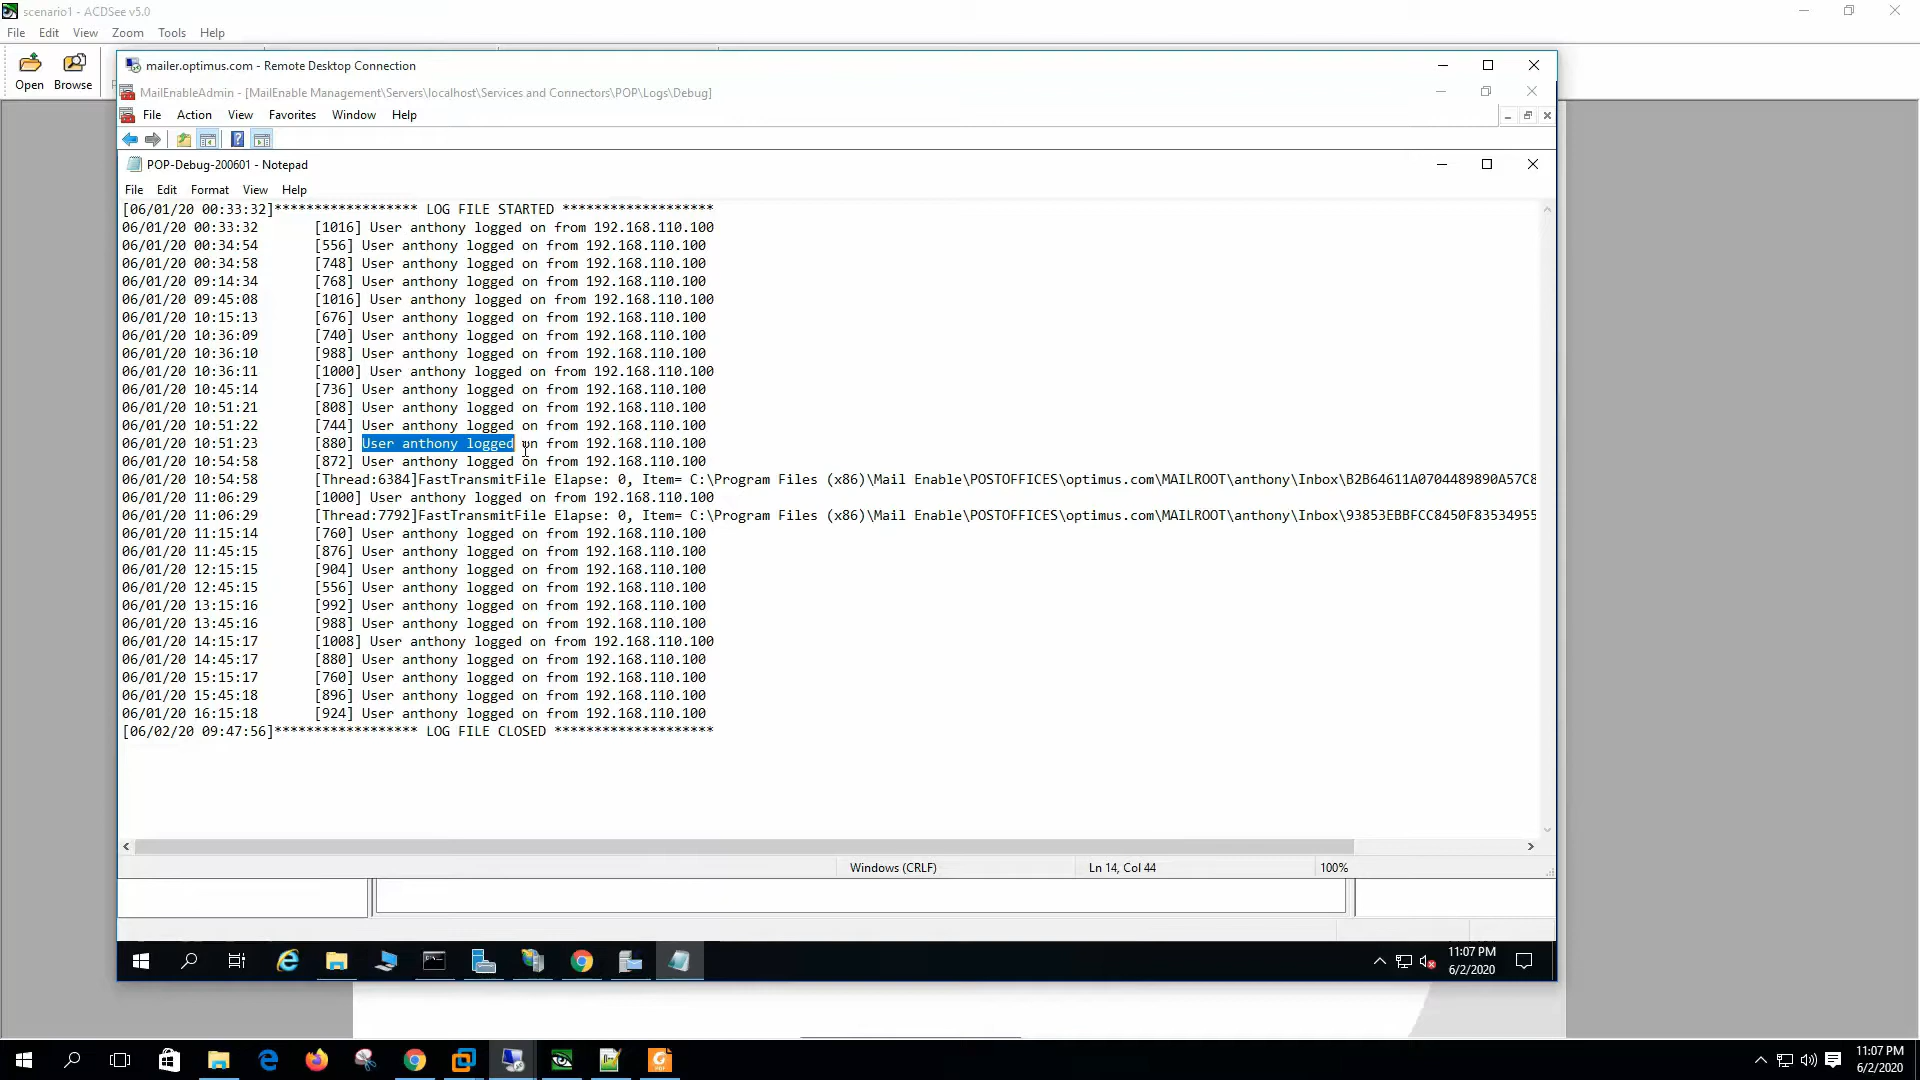 scenario1 - ACDSee v5.0
File Edit View Zoom Tools Help
Open Browse
mailer.optimus.com - Remote Desktop Connection
MailEnableAdmin - [MailEnable Management\Servers\localhost\Services and Connectors\POP\Logs\Debug]
File Action View Favorites Window Help
POP-Debug-200601 - Notepad
File Edit Format View Help
[06/01/20 00:33:32]****************** LOG FILE STARTED *******************
06/01/20 00:33:32 [1016] User anthony logged on from 192.168.110.100
06/01/20 00:34:54 [556] User anthony logged on from 192.168.110.100
06/01/20 00:34:58 [748] User anthony logged on from 192.168.110.100
06/01/20 09:14:34 [768] User anthony logged on from 192.168.110.100
06/01/20 09:45:08 [1016] User anthony logged on from 192.168.110.100
06/01/20 10:15:13 [676] User anthony logged on from 192.168.110.100
06/01/20 10:36:09 [740] User anthony logged on from 192.168.110.100
06/01/20 10:36:10 [988] User anthony logged on from 192.168.110.100
06/01/20 10:36:11 [1000] User anthony logged on from 192.168.110.100
06/01/20 10:45:14 [736] User anthony logged on from 192.168.110.100
06/01/20 10:51:21 [808] User anthony logged on from 192.168.110.100
06/01/20 10:51:22 [744] User anthony logged on from 192.168.110.100
06/01/20 10:51:23 [880] User anthony logged on from 192.168.110.100
06/01/20 10:54:58 [872] User anthony logged on from 192.168.110.100
06/01/20 10:54:58 [Thread:6384]FastTransmitFile Elapse: 0, Item= C:\Program Files (x86)\Mail Enable\POSTOFFICES\optimus.com\MAILROOT\anthony\Inbox\B2B64611A0704489890A57C8
06/01/20 11:06:29 [1000] User anthony logged on from 192.168.110.100
06/01/20 11:06:29 [Thread:7792]FastTransmitFile Elapse: 0, Item= C:\Program Files (x86)\Mail Enable\POSTOFFICES\optimus.com\MAILROOT\anthony\Inbox\93853EBBFCC8450F83534955
06/01/20 11:15:14 [760] User anthony logged on from 192.168.110.100
06/01/20 11:45:15 [876] User anthony logged on from 192.168.110.100
06/01/20 12:15:15 [904] User anthony logged on from 192.168.110.100
06/01/20 12:45:15 [556] User anthony logged on from 192.168.110.100
06/01/20 13:15:16 [992] User anthony logged on from 192.168.110.100
06/01/20 13:45:16 [988] User anthony logged on from 192.168.110.100
06/01/20 14:15:17 [1008] User anthony logged on from 192.168.110.100
06/01/20 14:45:17 [880] User anthony logged on from 192.168.110.100
06/01/20 15:15:17 [760] User anthony logged on from 192.168.110.100
06/01/20 15:45:18 [896] User anthony logged on from 192.168.110.100
06/01/20 16:15:18 [924] User anthony logged on from 192.168.110.100
[06/02/20 09:47:56]****************** LOG FILE CLOSED ********************
Windows (CRLF) Ln 14, Col 44 100%
11:07 PM
6/2/2020
11:07 PM
6/2/2020